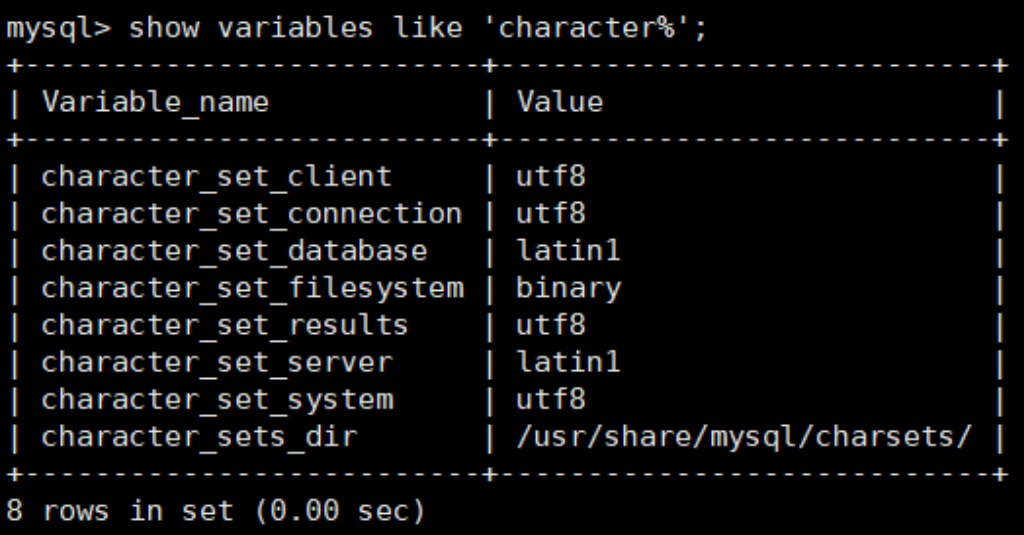 mysql> show variables like 'character%';
+--------------------------+----------------------------+
| Variable_name            | Value                      |
+--------------------------+----------------------------+
| character_set_client     | utf8                       |
| character_set_connection | utf8                       |
| character_set_database   | latin1                     |
| character_set_filesystem | binary                     |
| character_set_results    | utf8                       |
| character_set_server     | latin1                     |
| character_set_system     | utf8                       |
| character_sets_dir       | /usr/share/mysql/charsets/ |
+--------------------------+----------------------------+
8 rows in set (0.00 sec)